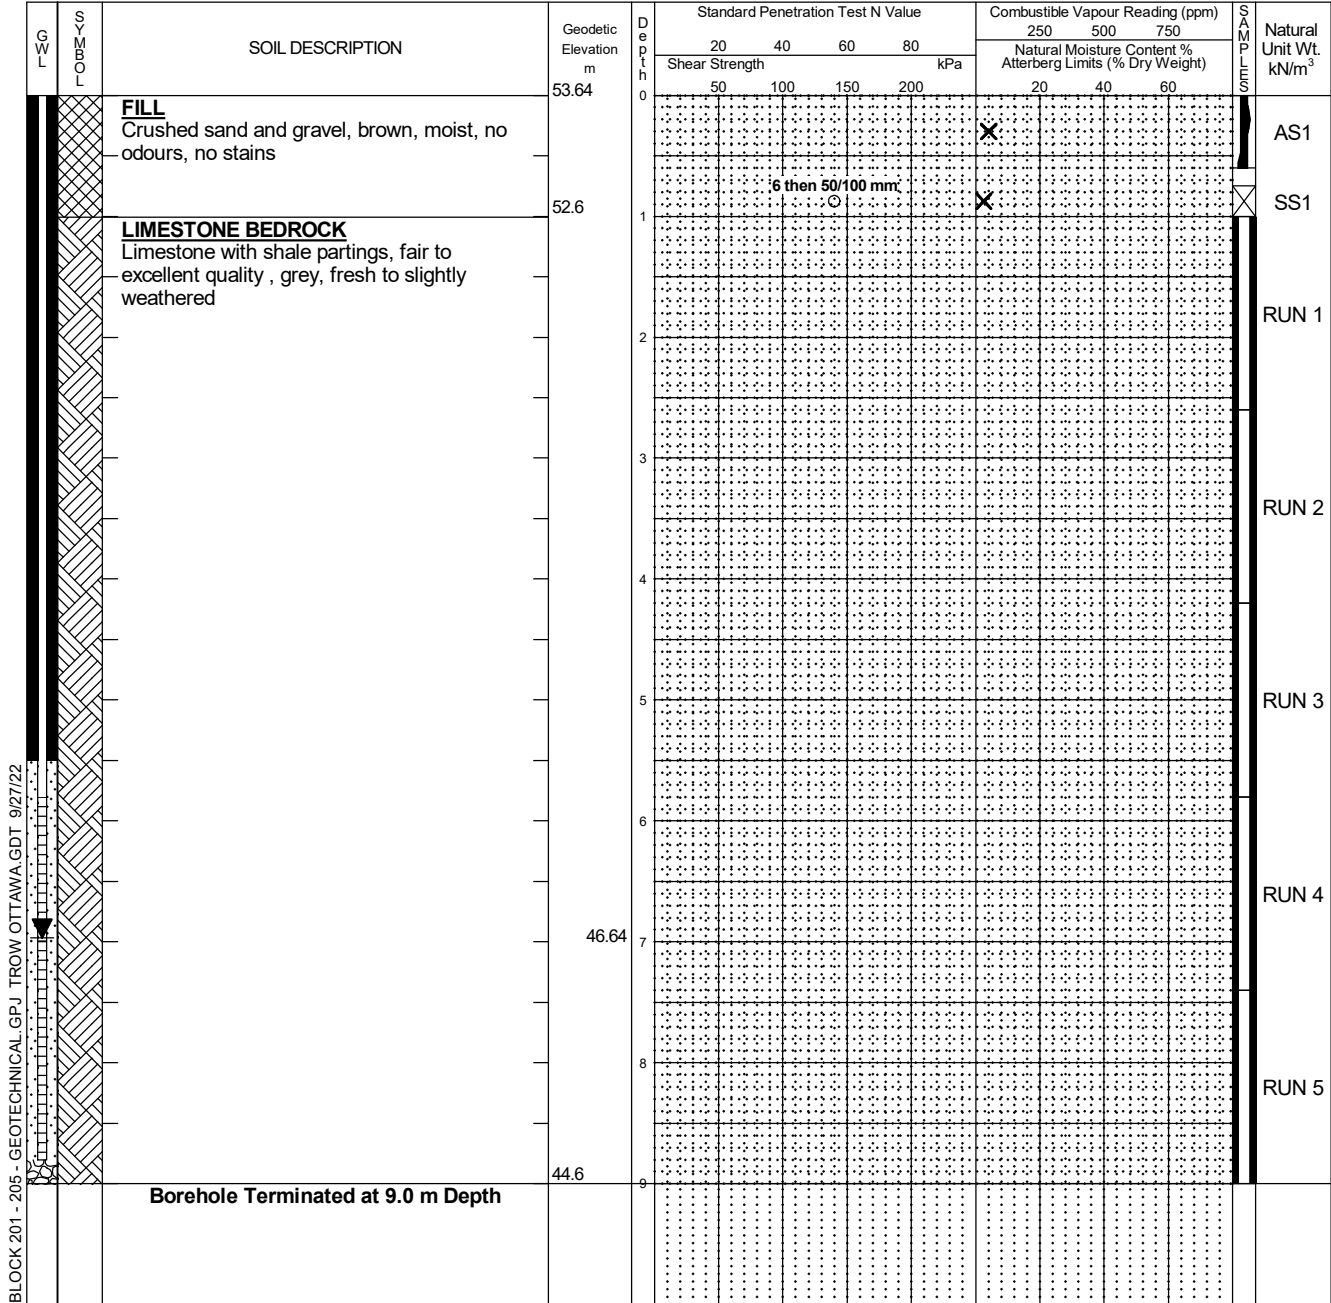 GWL
SYMBOL
SOIL DESCRIPTION
Geodetic
Elevation
m
Depth
Standard Penetration Test N Value
20 40 60 80
Shear Strength kPa
50 100 150 200
Combustible Vapour Reading (ppm)
250 500 750
Natural Moisture Content %
Atterberg Limits (% Dry Weight)
20 40 60
SAMPLES
Natural
Unit Wt.
kN/m³
53.64
0
FILL
Crushed sand and gravel, brown, moist, no
odours, no stains
AS1
6 then 50/100 mm
SS1
52.6
1
LIMESTONE BEDROCK
Limestone with shale partings, fair to
excellent quality , grey, fresh to slightly
weathered
RUN 1
2
3
RUN 2
4
5
RUN 3
6
RUN 4
46.64
7
8
RUN 5
44.6
9
Borehole Terminated at 9.0 m Depth
BLOCK 201 - 205 - GEOTECHNICAL.GPJ TROW OTTAWA.GDT 9/27/22